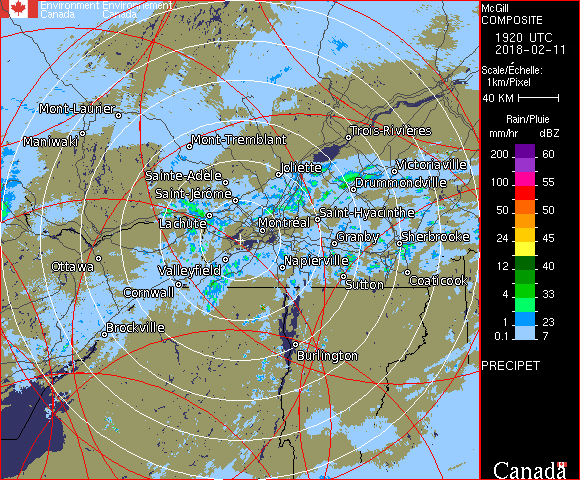 Environment Environnement
Canada Canada
McGill
COMPOSITE
1920 UTC
2018-02-11
Scale/Échelle:
1km/Pixel
40 KM
Rain/Pluie
mm/hr dBZ
200 60
100 55
50 50
24 45
12 40
4 33
1 23
0.1 7
PRECIPET
Canada
Mont-Laurier
Maniwaki
Mont-Tremblant
Trois-Rivières
Joliette
Victoriaville
Sainte-Adele
Drummondville
Saint-Jérôme
Lachute
Saint-Hyacinthe
Montréal
Granby
Sherbrooke
Ottawa
Valleyfield
Napierville
Sutton
Coaticook
Cornwall
Brockville
Burlington